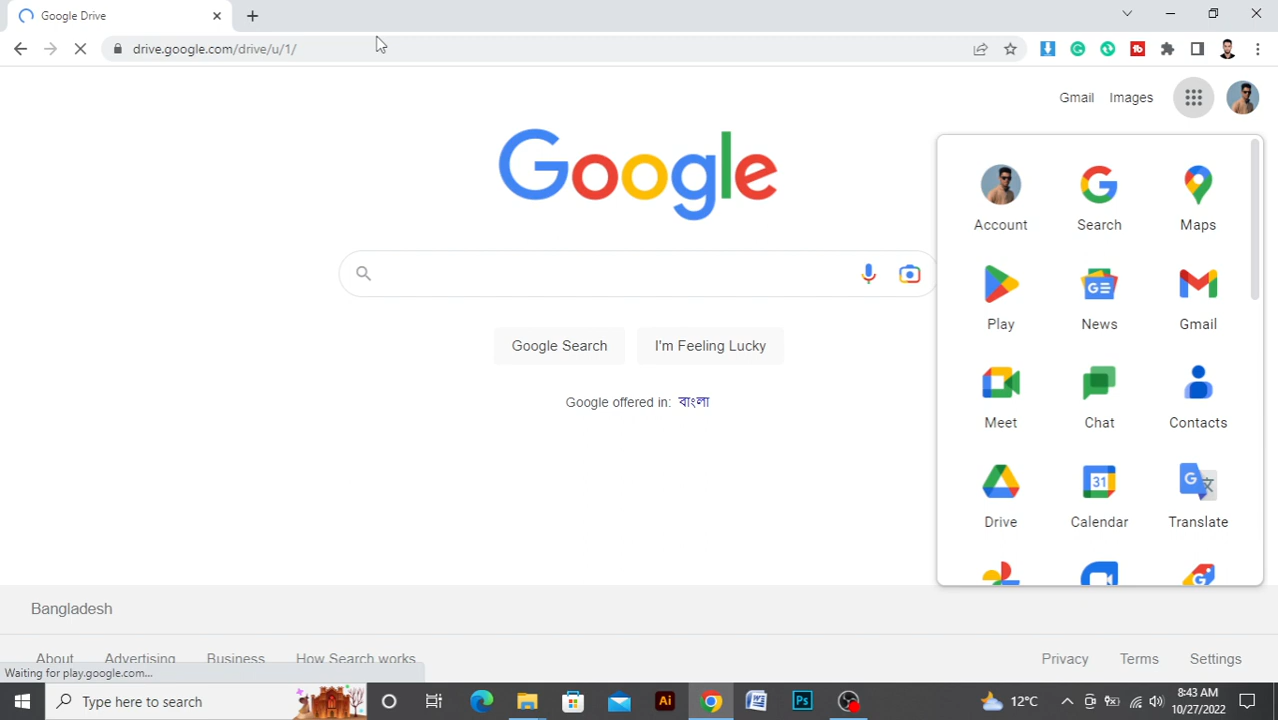 Google Drive
drive.google.com/drive/u/1/
Gmail Images
Google
Account Search Maps
Play News Gmail
Meet Chat Contacts
31
Drive Calendar Translate
Google Search I'm Feeling Lucky
Google offered in: বাংলা
Bangladesh
About Advertising Business How Search works
Privacy Terms Settings
Waiting for play.google.com...
Type here to search
Ai
Ps
12°C
8:43 AM
10/27/2022